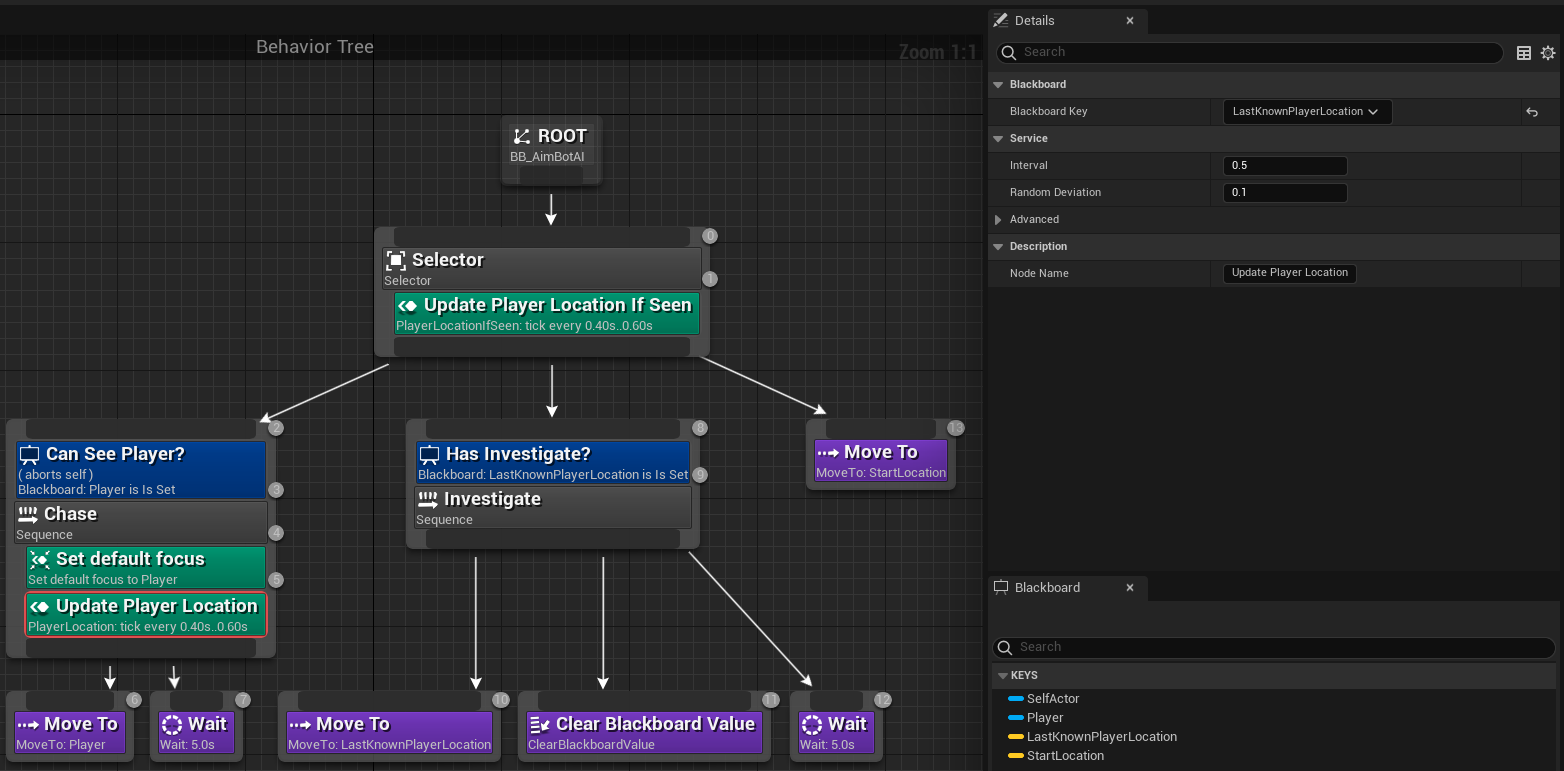 Behavior Tree
Zoom 1:1
ROOT
BB_AimBotAI
0
Selector
Selector
1
Update Player Location If Seen
PlayerLocationIfSeen: tick every 0.40s..0.60s
2
Can See Player?
( aborts self )
Blackboard: Player is Is Set
3
Chase
Sequence
4
Set default focus
Set default focus to Player
5
Update Player Location
PlayerLocation: tick every 0.40s..0.60s
8
Has Investigate?
Blackboard: LastKnownPlayerLocation is Is Set
9
Investigate
Sequence
13
Move To
MoveTo: StartLocation
6
Move To
MoveTo: Player
7
Wait
Wait: 5.0s
10
Move To
MoveTo: LastKnownPlayerLocation
11
Clear Blackboard Value
ClearBlackboardValue
12
Wait
Wait: 5.0s
Details
Search
Blackboard
Blackboard Key LastKnownPlayerLocation
Service
Interval 0.5
Random Deviation 0.1
Advanced
Description
Node Name Update Player Location
Blackboard
Search
KEYS
SelfActor
Player
LastKnownPlayerLocation
StartLocation